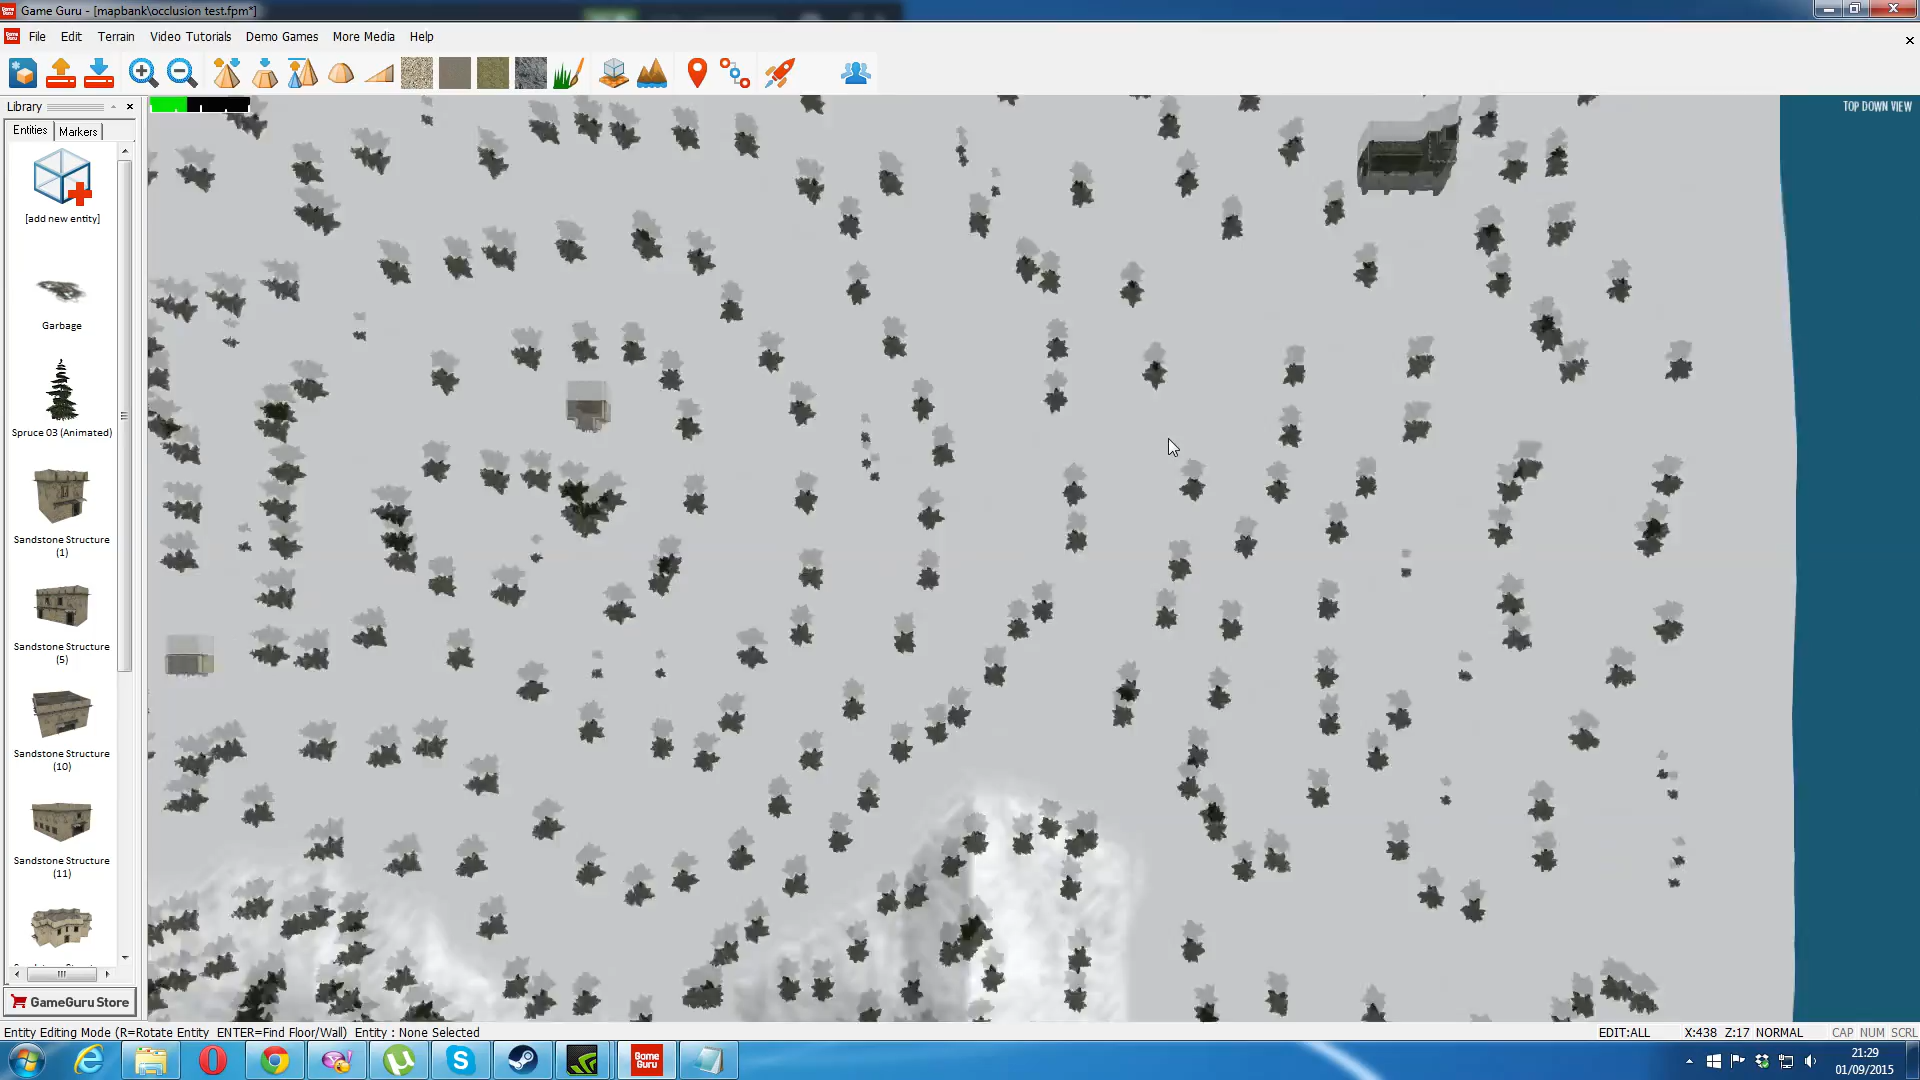 Game Guru - [mapbank\occlusion test.fpm*]
File Edit Terrain Video Tutorials Demo Games More Media Help
Library
Entities Markers
TOP DOWN VIEW
[add new entity]
Garbage
Spruce 03 (Animated)
Sandstone Structure
(1)
Sandstone Structure
(5)
Sandstone Structure
(10)
Sandstone Structure
(11)
GameGuru Store
Entity Editing Mode (R=Rotate Entity ENTER=Find Floor/Wall) Entity : None Selected
EDIT:ALL X:438 Z:17 NORMAL CAP NUM SCRL
Game
Guru
21:29
01/09/2015